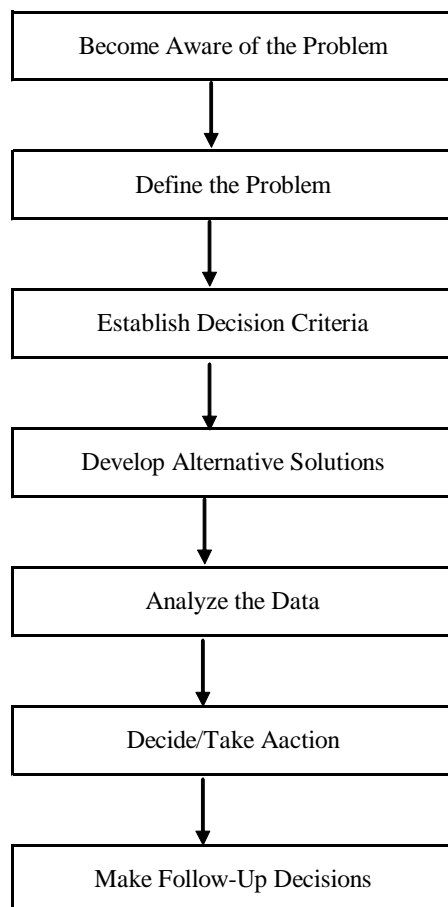 Become Aware of the Problem
Define the Problem
Establish Decision Criteria
Develop Alternative Solutions
Analyze the Data
Decide/Take Aaction
Make Follow-Up Decisions